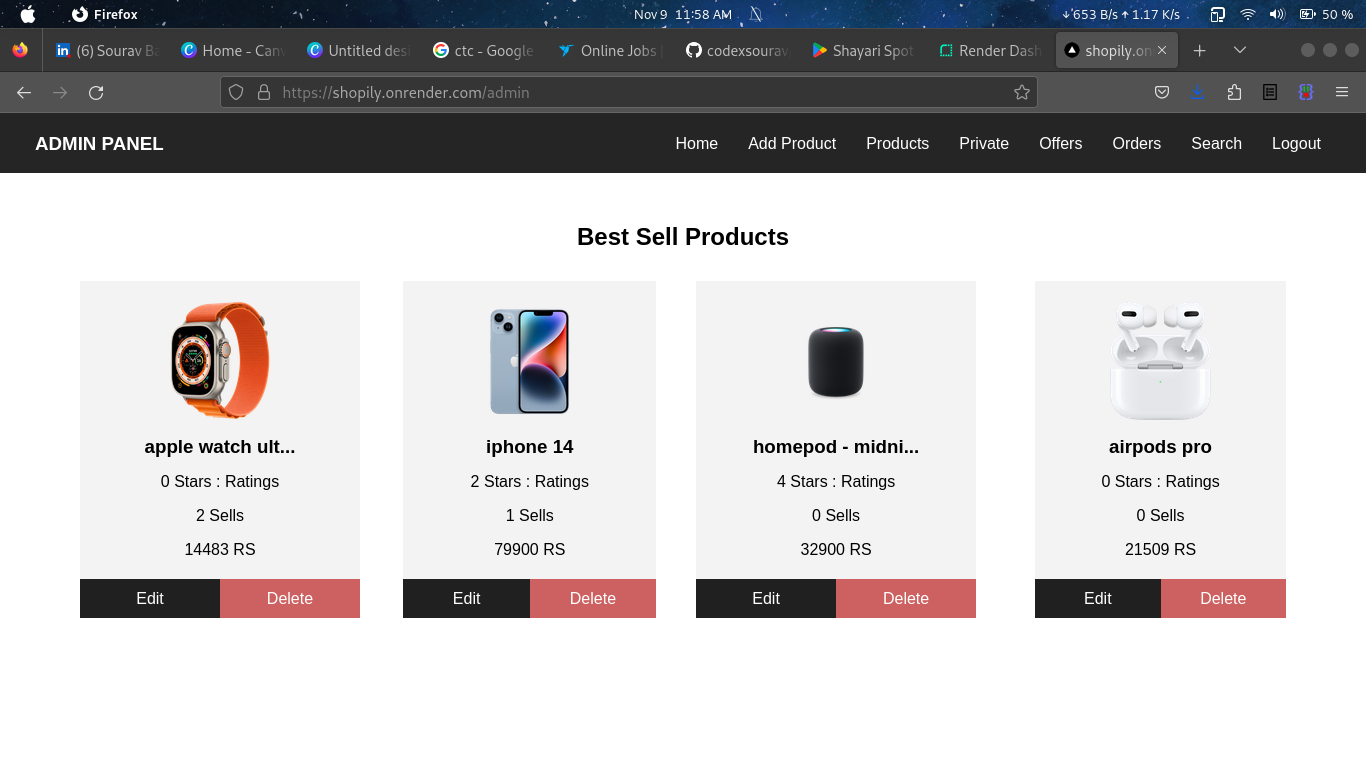 Firefox
Nov 9 11:58 AM
653 B/s 1.17 K/s
50 %
(6) Sourav Ba
Home - Canv
Untitled desi
ctc - Google
Online Jobs |
codexsourav
Shayari Spot
Render Dash
shopily.on
https://shopily.onrender.com/admin
ADMIN PANEL
Home
Add Product
Products
Private
Offers
Orders
Search
Logout
Best Sell Products
apple watch ult...
0 Stars : Ratings
2 Sells
14483 RS
Edit
Delete
iphone 14
2 Stars : Ratings
1 Sells
79900 RS
Edit
Delete
homepod - midni...
4 Stars : Ratings
0 Sells
32900 RS
Edit
Delete
airpods pro
0 Stars : Ratings
0 Sells
21509 RS
Edit
Delete